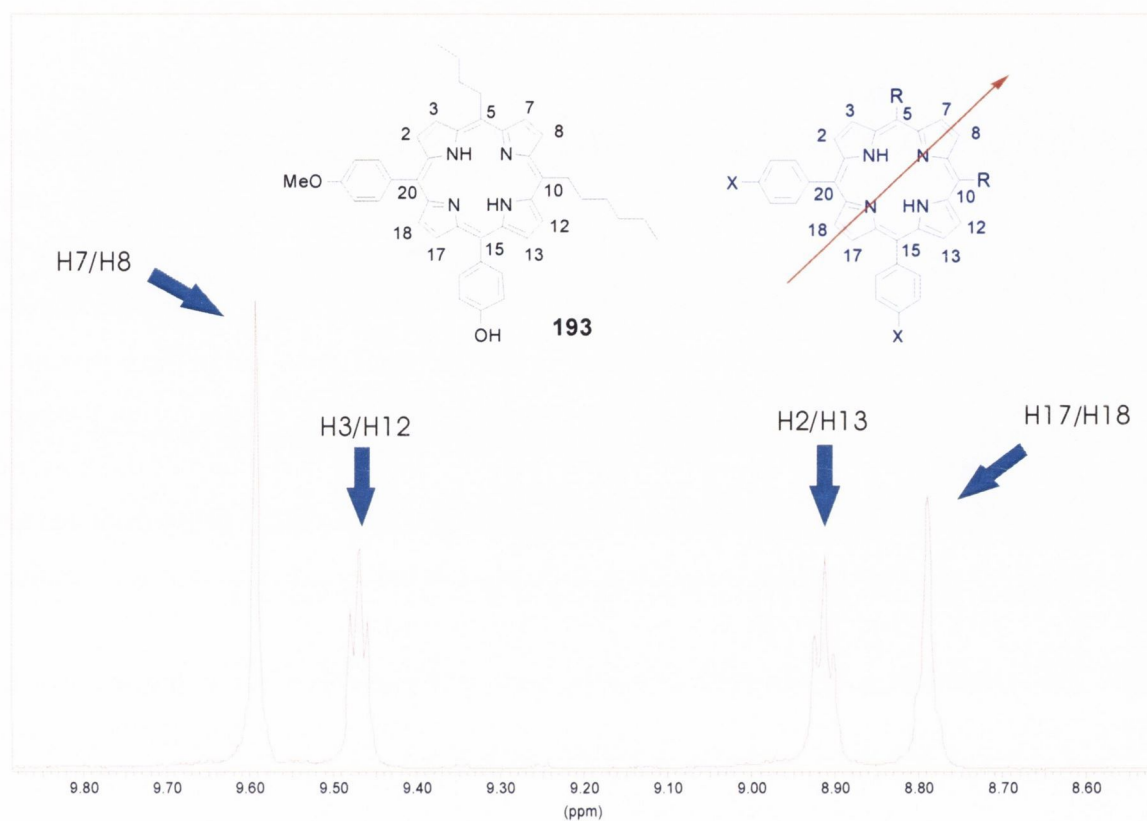 3
5
7
2
8
NH
N
MeO
20
10
N
HN
18
12
17
15
13
OH
193
R
3
5
7
2
8
NH
N
X
20
R
10
N
HN
18
12
17
15
13
X
H7/H8
H3/H12
H2/H13
H17/H18
9.80 9.70 9.60 9.50 9.40 9.30 9.20 9.10 9.00 8.90 8.80 8.70 8.60
(ppm)